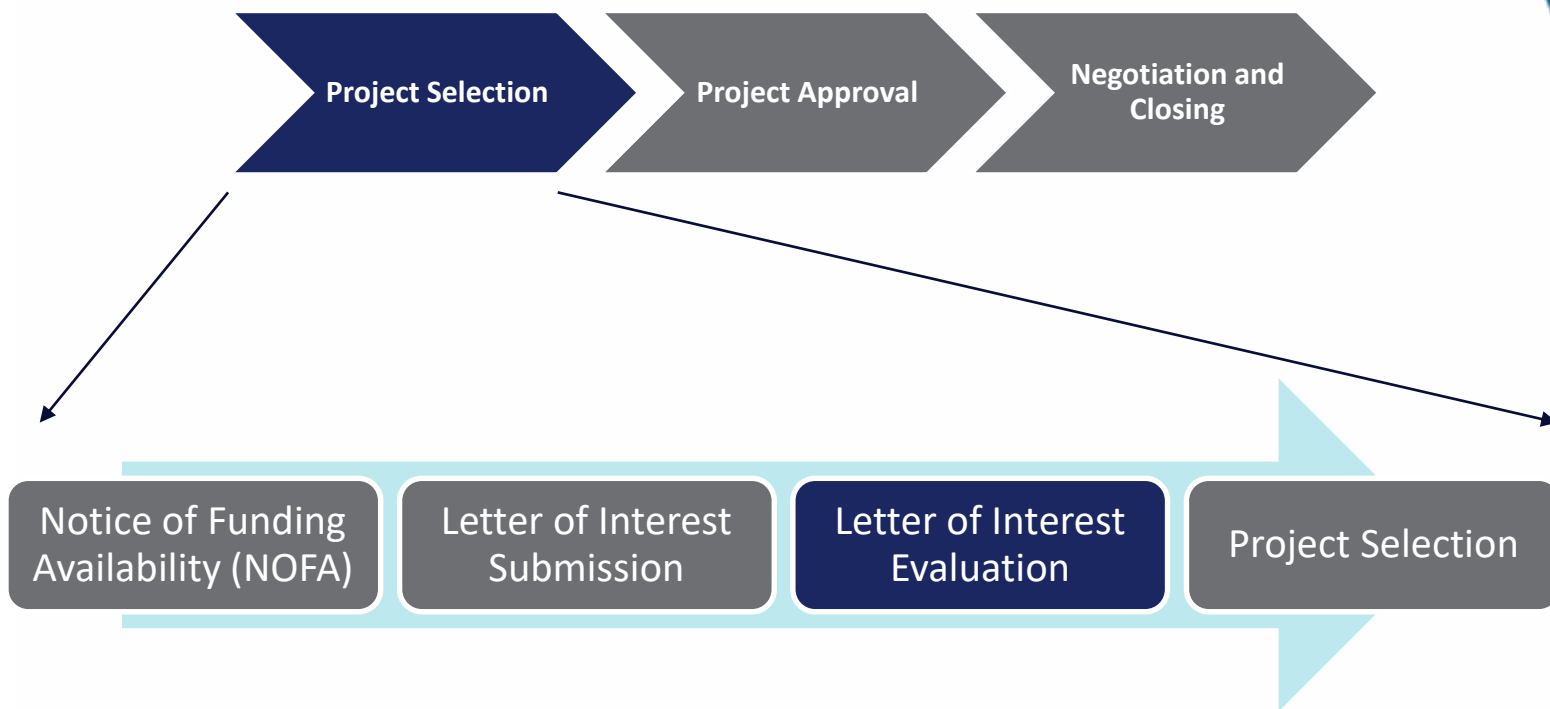 Project Selection
Project Approval
Negotiation and
Closing
Notice of Funding
Availability (NOFA)
Letter of Interest
Submission
Letter of Interest
Evaluation
Project Selection